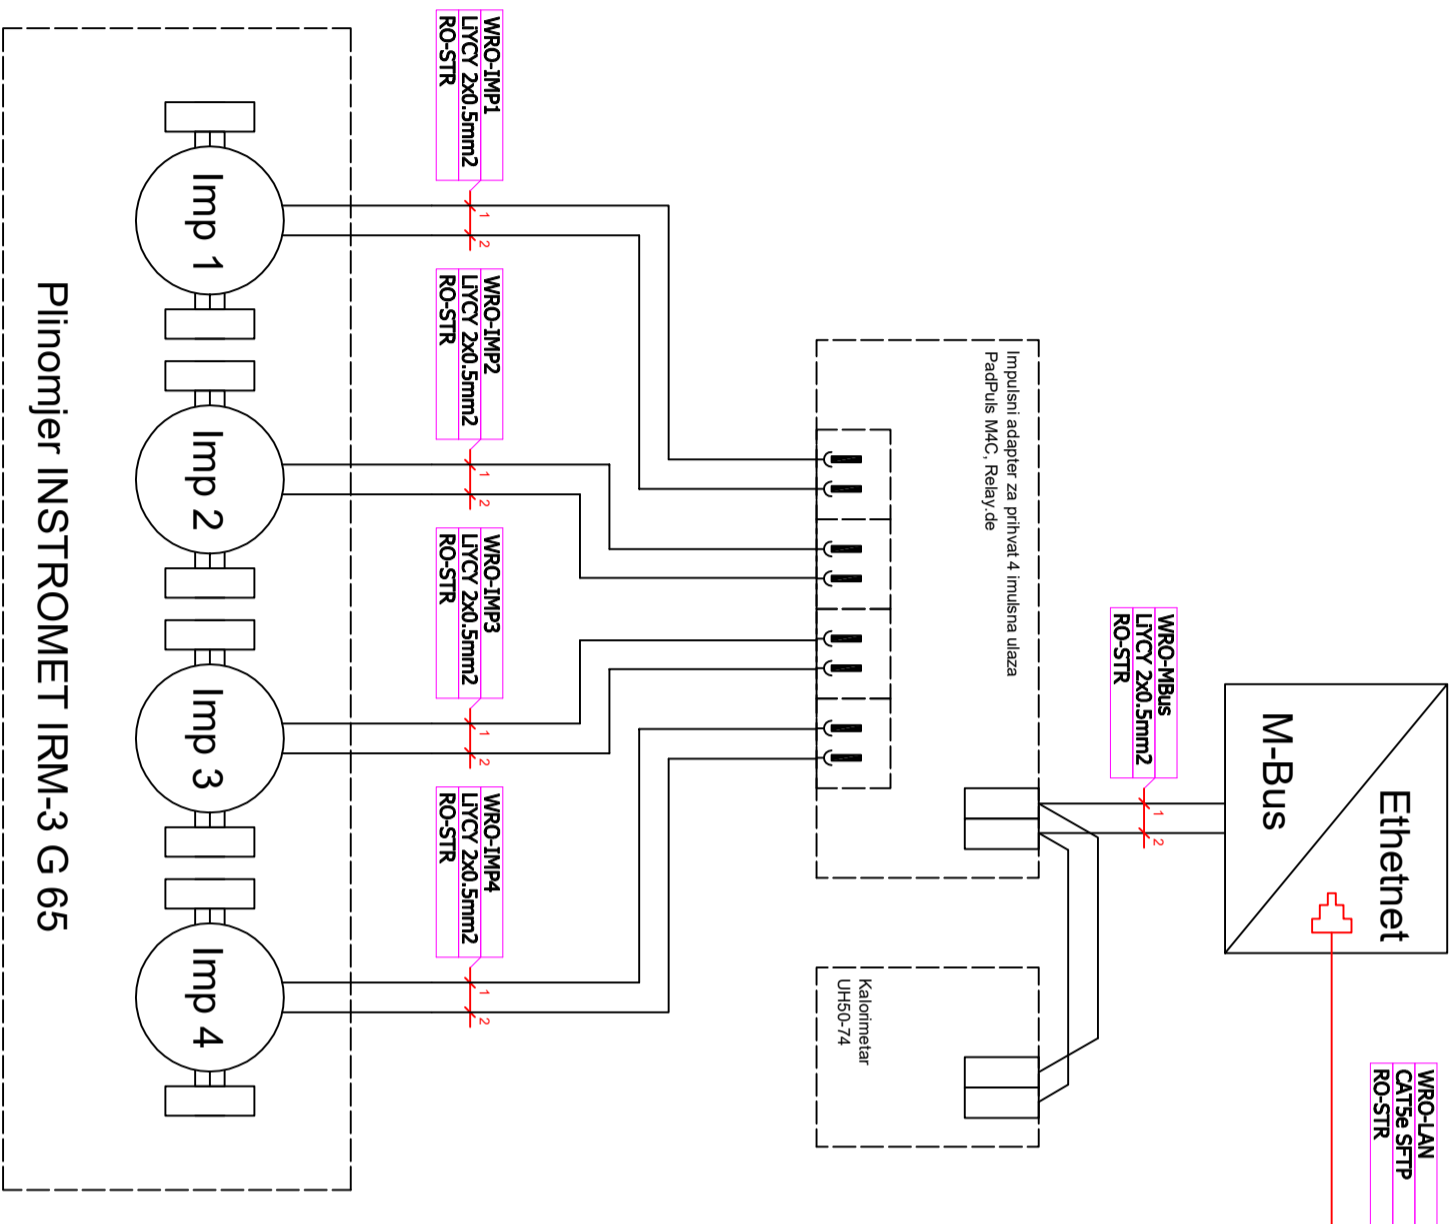 WRO-LAN
CAT5e SFTP
RO-STR
Ethetnet
M-Bus
WRO-MBus
LiYCY 2x0.5mm2
RO-STR
1
2
Impulsni adapter za prihvat 4 imulsna ulaza
PadPuls M4C, Relay.de
Kalorimetar
UH50-74
WRO-IMP1
LiYCY 2x0.5mm2
RO-STR
1
2
WRO-IMP2
LiYCY 2x0.5mm2
RO-STR
1
2
WRO-IMP3
LiYCY 2x0.5mm2
RO-STR
1
2
WRO-IMP4
LiYCY 2x0.5mm2
RO-STR
1
2
Imp 1
Imp 2
Imp 3
Imp 4
Plinomjer INSTROMET IRM-3 G 65